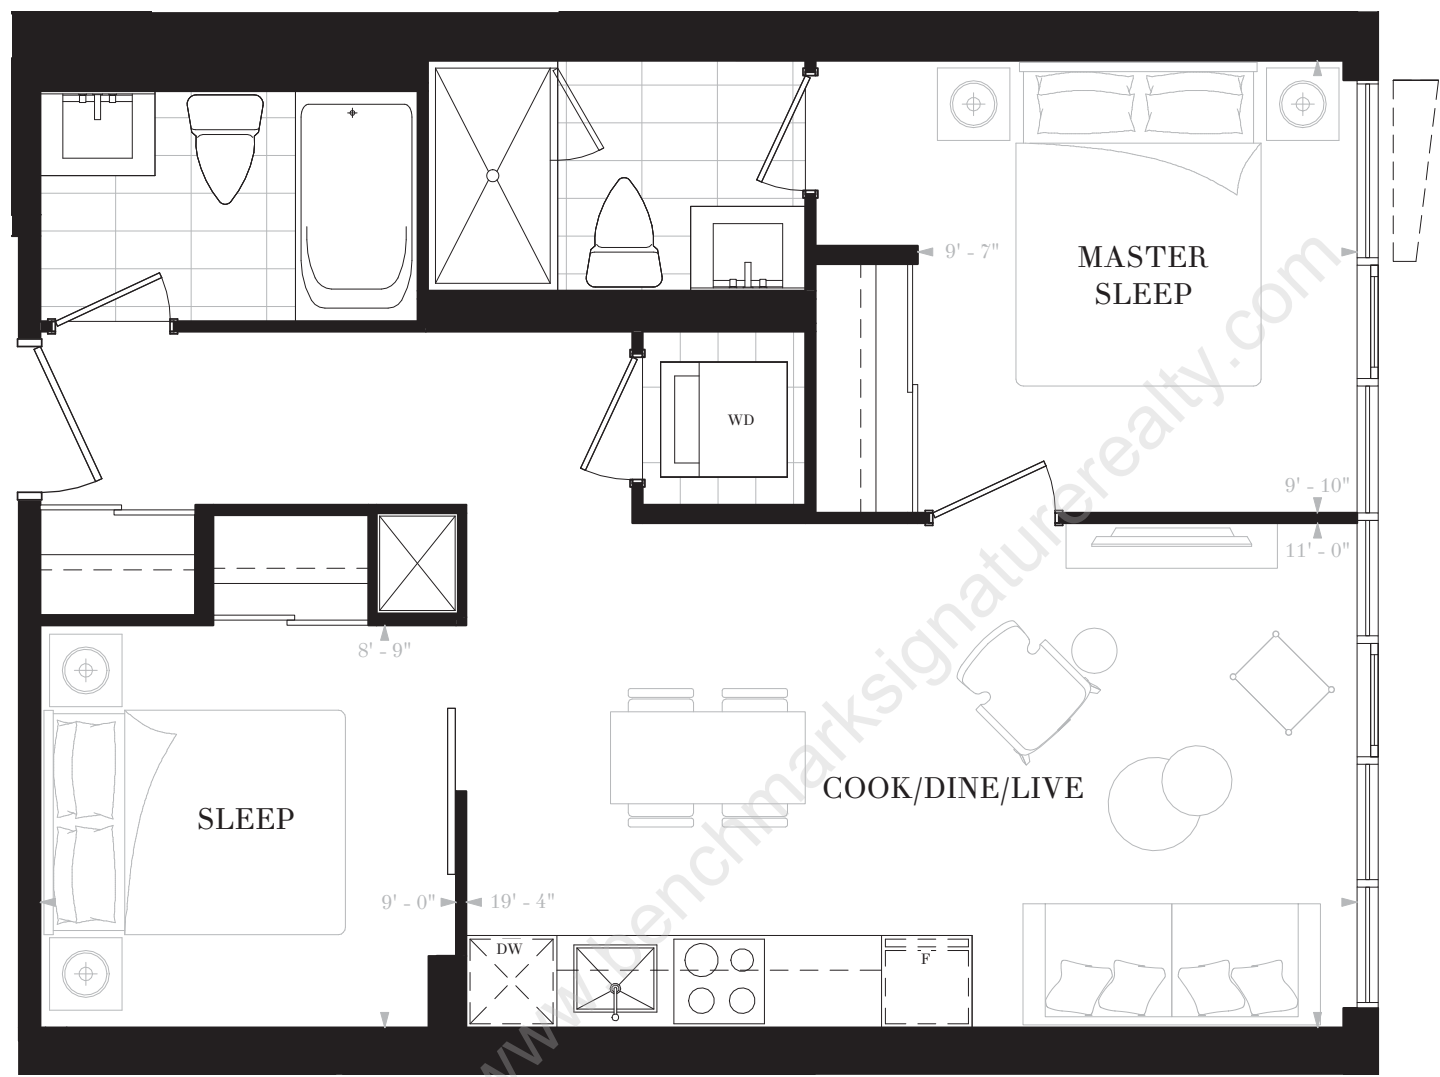 9' - 7"
MASTER
SLEEP
WD
9' - 10"
11' - 0"
8' - 9"
COOK/DINE/LIVE
SLEEP
9' - 0"
19' - 4"
DW
F
www.benchmarksignaturerealty.com